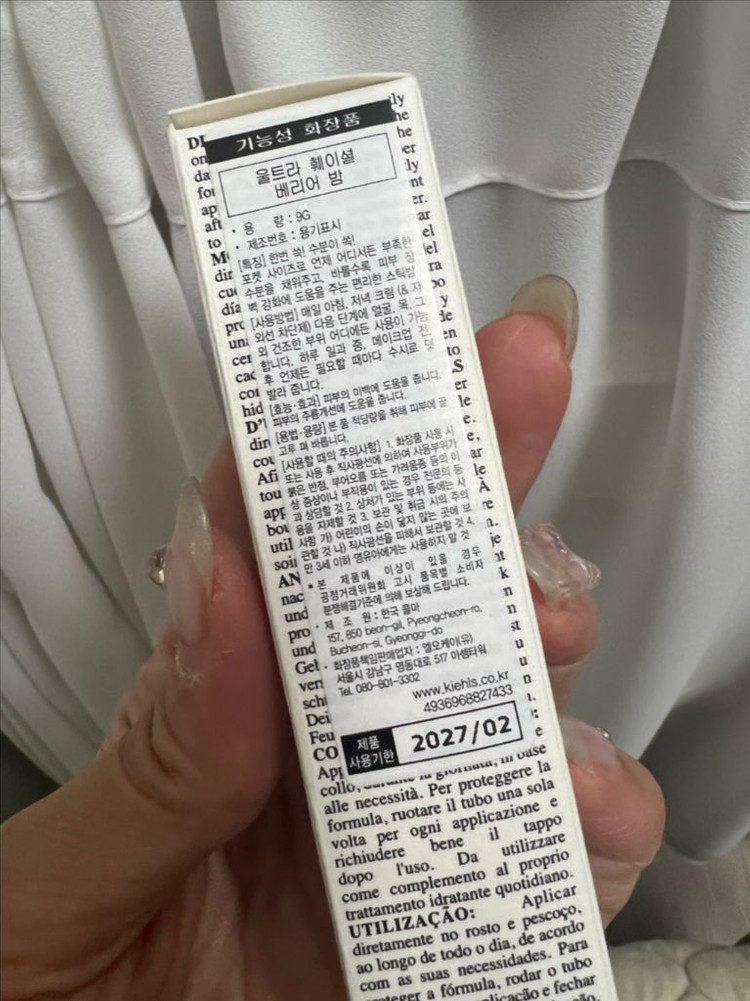 기능성 화장품
울트라 훼이셜
베리어 밤
• 용 량 : 9G
• 제조번호 : 용기표시
[특징] 한번 쓱! 수분이 쏙!
포켓 사이즈로 언제 어디서든 부족한
수분을 채워주고, 바를수록 피부 장
벽 강화에 도움을 주는 편리한 스틱밤
[사용방법] 매일 아침, 저녁 크림 (& 자
외선 차단제) 다음 단계에 얼굴, 목, 그
외 건조한 부위 어디에든 사용이 가능
합니다. 하루 일과 중, 메이크업 전,
후 언제든 필요할 때마다 수시로 덧
발라 줍니다.
[효능·효과] 피부의 미백에 도움을 줍니다.
피부의 주름개선에 도움을 줍니다.
[용법·용량] 본 품 적당량을 취해 피부에 골
고루 펴 바릅니다.
[사용할 때의 주의사항] 1. 화장품 사용 시
또는 사용 후 직사광선에 의하여 사용부위가
붉은 반점, 부어오름 또는 가려움증 등의 이
상 증상이나 부작용이 있는 경우 전문의 등
과 상담할 것 2. 상처가 있는 부위 등에는 사
용을 자제할 것 3. 보관 및 취급 시의 주의
사항 가) 어린이의 손이 닿지 않는 곳에 보
관할 것 나) 직사광선을 피해서 보관할 것 4.
만 3세 이하 영유아에게는 사용하지 말 것
• 본 제품에 이상이 있을 경우
공정거래위원회 고시 품목별 소비자
분쟁해결기준에 의해 보상해 드립니다.
• 제 조 원 : 한국 콜마
157, 850 beon-gil, Pyeongcheon-ro,
Bucheon-si, Gyeonggi-do
• 화장품책임판매업자 : 엘오케이(유)
서울시 강남구 영동대로 517 아셈타워
Tel. 080-801-3302
www.kiehls.co.kr
4936968827433
제품
사용기한 2027/02
collo, durante la giornata, in base
alle necessità. Per proteggere la
formula, ruotare il tubo una sola
volta per ogni applicazione e
richiudere bene il tappo
dopo l'uso. Da utilizzare
come complemento al proprio
trattamento idratante quotidiano.
UTILIZAÇÃO: Aplicar
diretamente no rosto e pescoço,
ao longo de todo o dia, de acordo
com as suas necessidades. Para
proteger a fórmula, rodar o tubo
aplicação e fechar